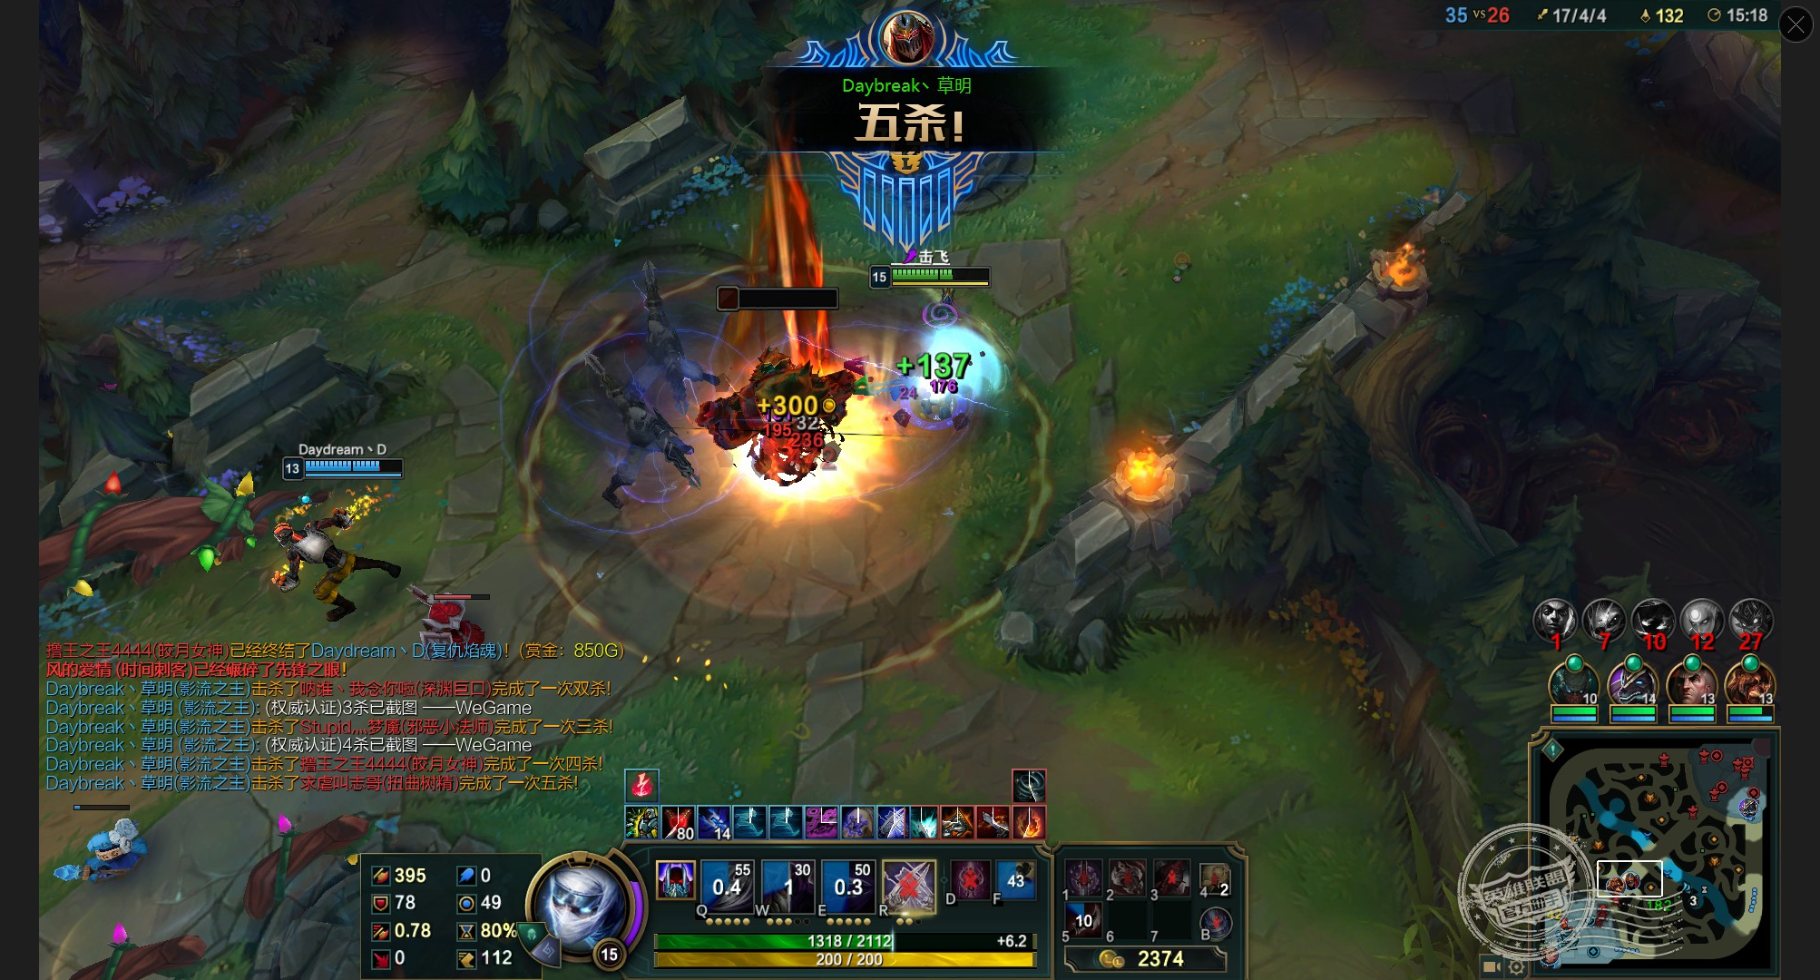 35 vs 26 17/4/4 132 15:18
Daybreak丶草明
五杀!
击飞
15
+137
176
24
+300
32
195
236
Daydream丶D
13
撸王之王4444(皎月女神)已经终结了Daydream丶D(复仇焰魂)!（赏金：850G）
风的爱情 (时间刺客)已经碾碎了先锋之眼!
Daybreak丶草明(影流之主)击杀了呐谁丶我念你啦(深渊巨口)完成了一次双杀!
Daybreak丶草明 (影流之主): (权威认证)3杀已截图 ——WeGame
Daybreak丶草明(影流之主)击杀了Stupid灬梦魇(邪恶小法师)完成了一次三杀!
Daybreak丶草明 (影流之主): (权威认证)4杀已截图 ——WeGame
Daybreak丶草明(影流之主)击杀了撸王之王4444(皎月女神)完成了一次四杀!
Daybreak丶草明(影流之主)击杀了求虐叫志哥(扭曲树精)完成了一次五杀!
1 7 10 12 27
10 14 13 13
80 14
395 0
78 49
0.78 80%
0 112
15
55 30 50
0.4 1 0.3 43
Q W E R D F
1318 / 2112 +6.2
200 / 200
1 2 3 4 2
10
5 6 7 B
2374
英雄联盟
官方助手
182
3